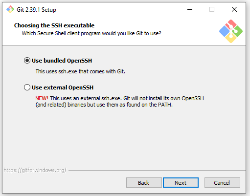 Git 2.39.1 Setup
Choosing the SSH executable
Which Secure Shell client program would you like Git to use?
Use bundled OpenSSH
This uses ssh.exe that comes with Git.
Use external OpenSSH
NEW! This uses an external ssh.exe. Git will not install its own OpenSSH
(and related) binaries but use them as found on the PATH.
https://gitforwindows.org/
Back
Next
Cancel